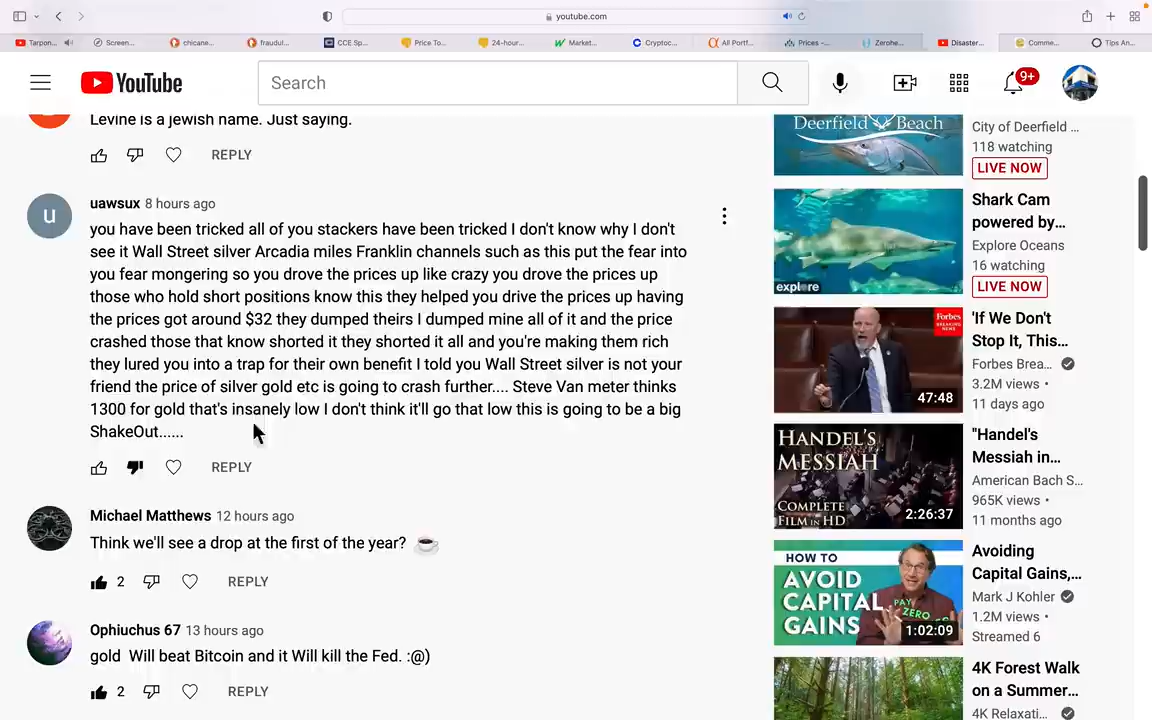 youtube.com
Tarpon...
Screen...
chicane...
fraudul...
CCE Sp...
Price To...
24-hour...
Market...
Cryptoc...
All Portf...
Prices -...
Zerohe...
Disaster...
Comme...
Tips An...
YouTube
Search
9+
Levine is a jewish name. Just saying.
REPLY
u
uawsux 8 hours ago
you have been tricked all of you stackers have been tricked I don't know why I don't
see it Wall Street silver Arcadia miles Franklin channels such as this put the fear into
you fear mongering so you drove the prices up like crazy you drove the prices up
those who hold short positions know this they helped you drive the prices up having
the prices got around $32 they dumped theirs I dumped mine all of it and the price
crashed those that know shorted it they shorted it all and you're making them rich
they lured you into a trap for their own benefit I told you Wall Street silver is not your
friend the price of silver gold etc is going to crash further.... Steve Van meter thinks
1300 for gold that's insanely low I don't think it'll go that low this is going to be a big
ShakeOut......
REPLY
Michael Matthews 12 hours ago
Think we'll see a drop at the first of the year?
2 REPLY
Ophiuchus 67 13 hours ago
gold Will beat Bitcoin and it Will kill the Fed. :@)
2 REPLY
Deerfield Beach
City of Deerfield ...
118 watching
LIVE NOW
explore
Shark Cam
powered by...
Explore Oceans
16 watching
LIVE NOW
Forbes
BREAKING
NEWS
47:48
'If We Don't
Stop It, This...
Forbes Brea...
3.2M views •
11 days ago
HANDEL'S
MESSIAH
COMPLETE
FILM IN HD
2:26:37
"Handel's
Messiah in...
American Bach S...
965K views •
11 months ago
HOW TO
AVOID
CAPITAL
GAINS
PAY
ZERO
1:02:09
Avoiding
Capital Gains,...
Mark J Kohler
1.2M views •
Streamed 6
4K Forest Walk
on a Summer...
4K Relaxati...